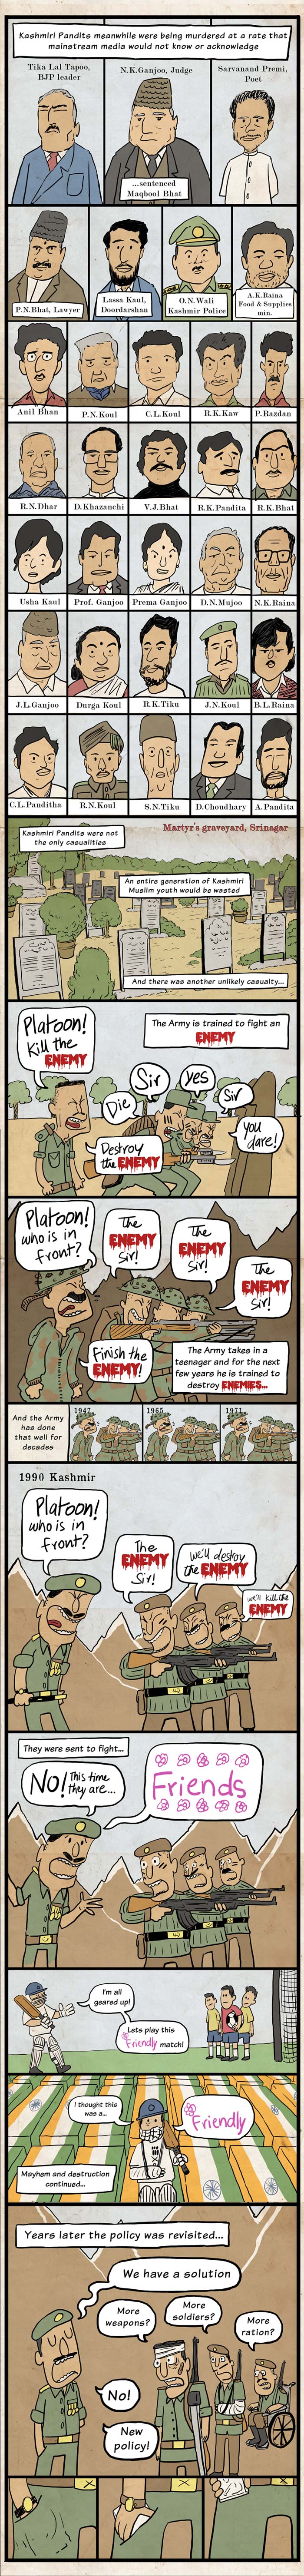 Kashmiri Pandits meanwhile were being murdered at a rate that
mainstream media would not know or acknowledge
Tika Lal Tapoo,
BJP leader
N.K.Ganjoo, Judge
Sarvanand Premi,
Poet
...sentenced
Maqbool Bhat
P.N.Bhat, Lawyer
Lassa Kaul,
Doordarshan
O.N.Wali
Kashmir Police
A.K.Raina
Food & Supplies
min.
Anil Bhan
P.N.Koul
C.L.Koul
R.K.Kaw
P.Razdan
R.N.Dhar
D.Khazanchi
V.J.Bhat
R.K.Pandita
R.K.Bhat
Usha Kaul
Prof. Ganjoo
Prema Ganjoo
D.N.Mujoo
N.K.Raina
J.L.Ganjoo
Durga Koul
R.K.Tiku
J.N.Koul
B.L.Raina
C.L.Panditha
R.N.Koul
S.N.Tiku
D.Choudhary
A.Pandita
Martyr's graveyard, Srinagar
Kashmiri Pandits were not
the only casualities
An entire generation of Kashmiri
Muslim youth would be wasted
And there was another unlikely casualty...
Platoon!
Kill the
ENEMY
The Army is trained to fight an
ENEMY
Die
Sir
yes
Sir
Destroy
the ENEMY
you
dare!
Platoon!
who is in
front?
The
ENEMY
Sir!
The
ENEMY
Sir!
The
ENEMY
Sir!
Finish the
ENEMY!
The Army takes in a
teenager and for the next
few years he is trained to
destroy ENEMIES...
And the Army
has done
that well for
decades
1947
1965
1971
1990 Kashmir
Platoon!
who is in
front?
The
ENEMY
Sir!
we'll destroy
the ENEMY
we'll kill the
ENEMY
They were sent to fight...
No! This time
they are...
Friends
I'm all
geared up!
Lets play this
Friendly match!
I thought this
was a...
Friendly
Mayhem and destruction
continued...
Years later the policy was revisited...
We have a solution
More
weapons?
More
soldiers?
More
ration?
No!
New
policy!